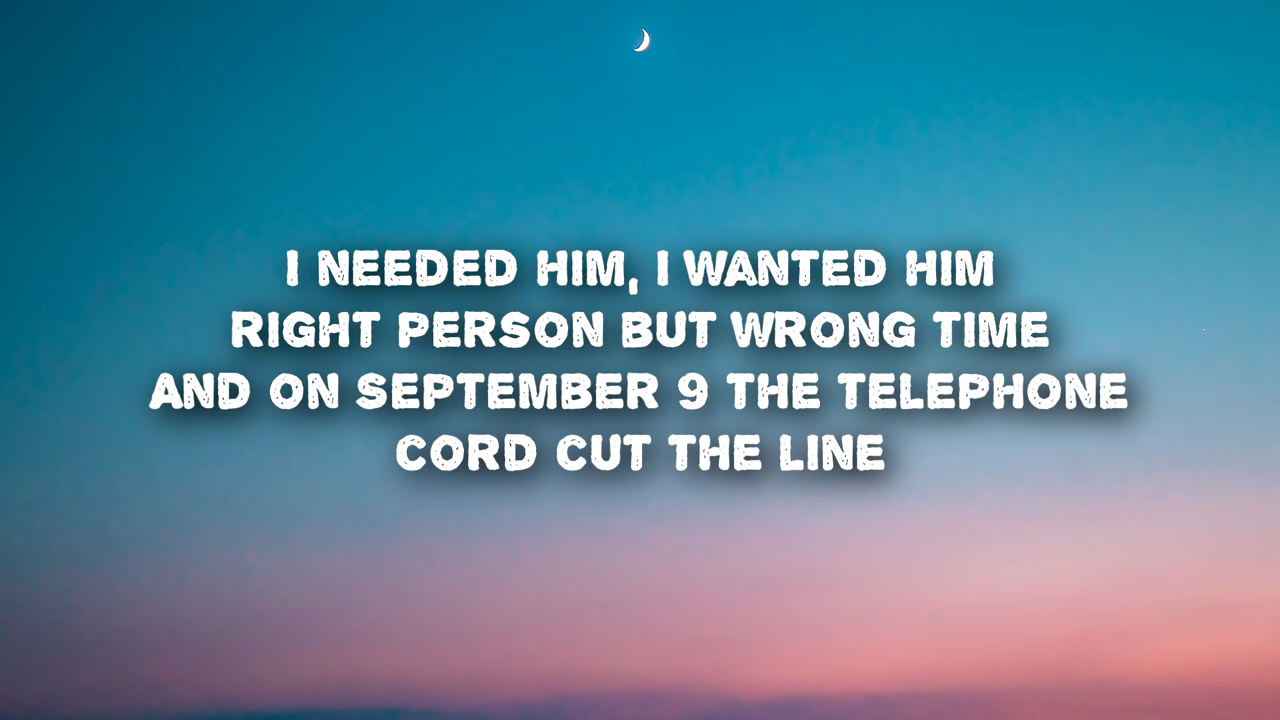 I NEEDED HIM, I WANTED HIM
RIGHT PERSON BUT WRONG TIME
AND ON SEPTEMBER 9 THE TELEPHONE
CORD CUT THE LINE